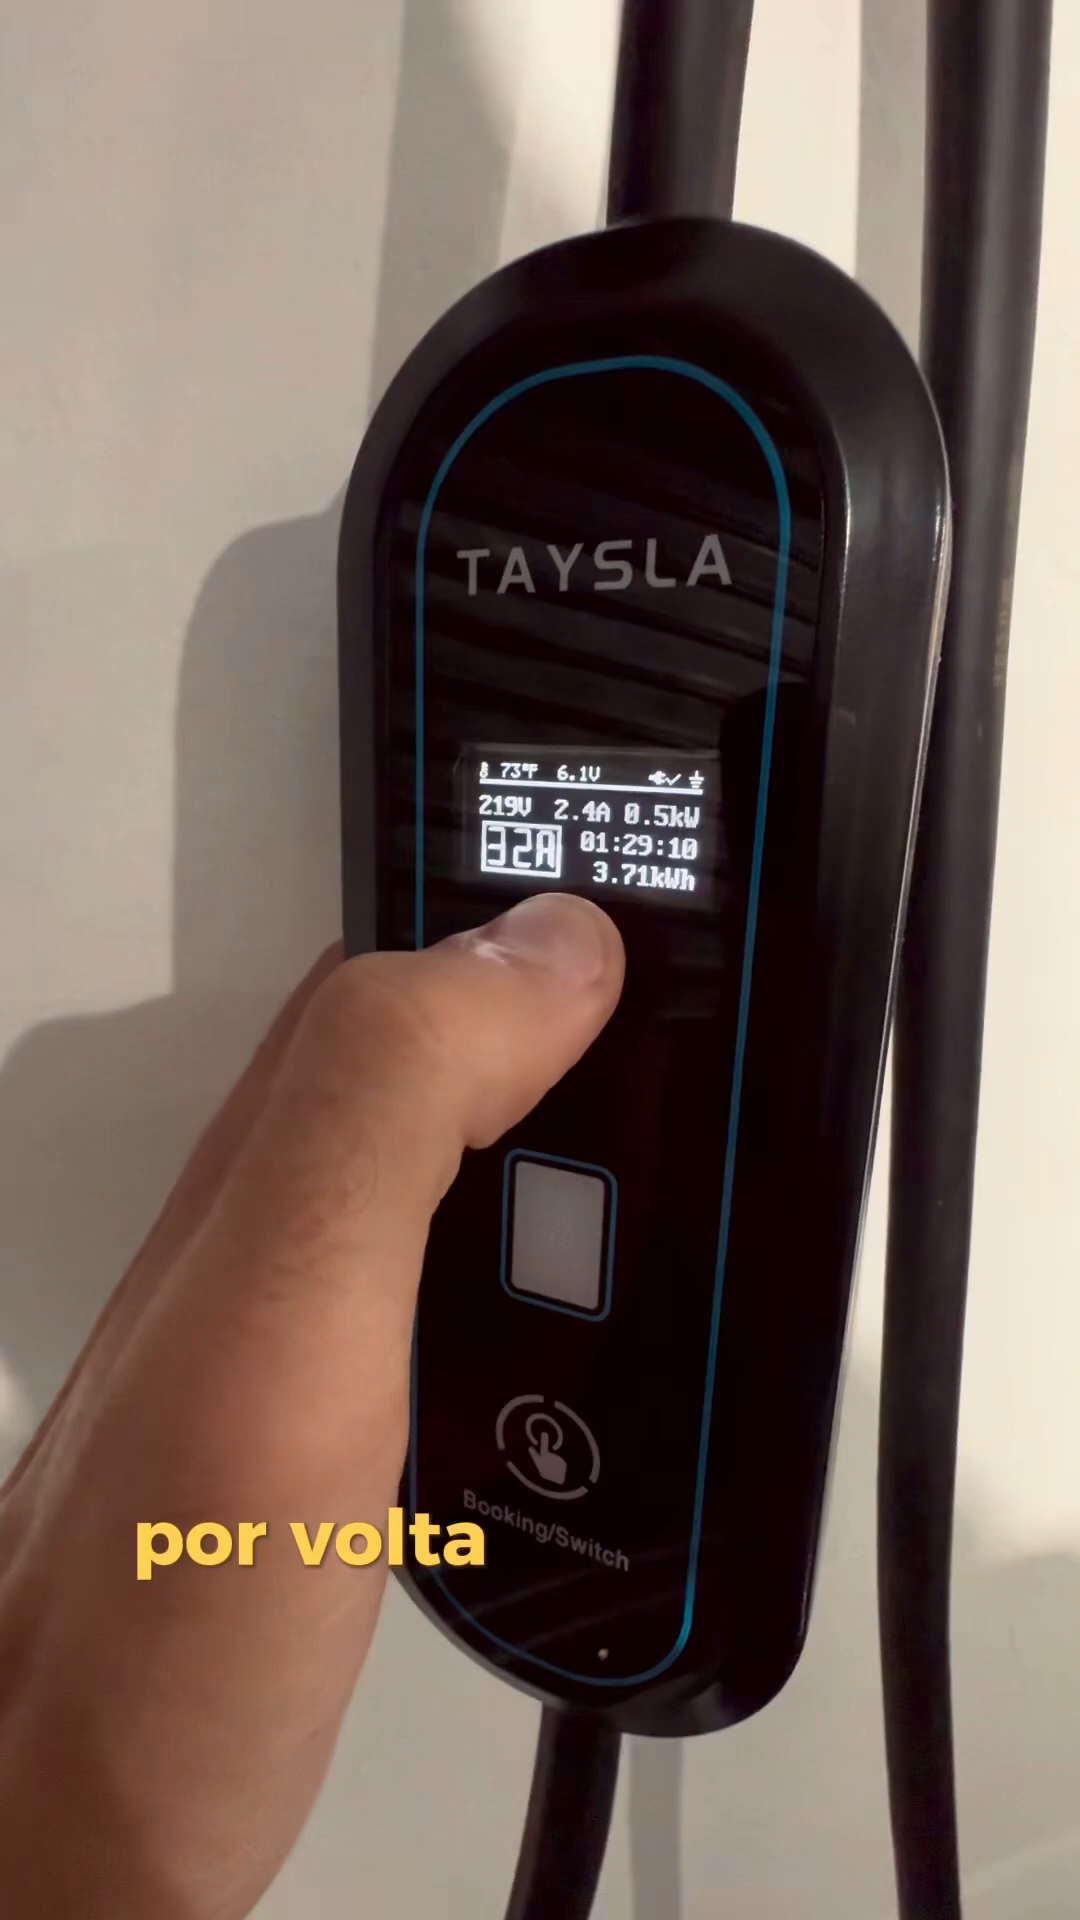 TAYSLA
73°F 6.1V
219V 2.4A 0.5kW
32A 01:29:10
3.71kWh
Booking/Switch
por volta